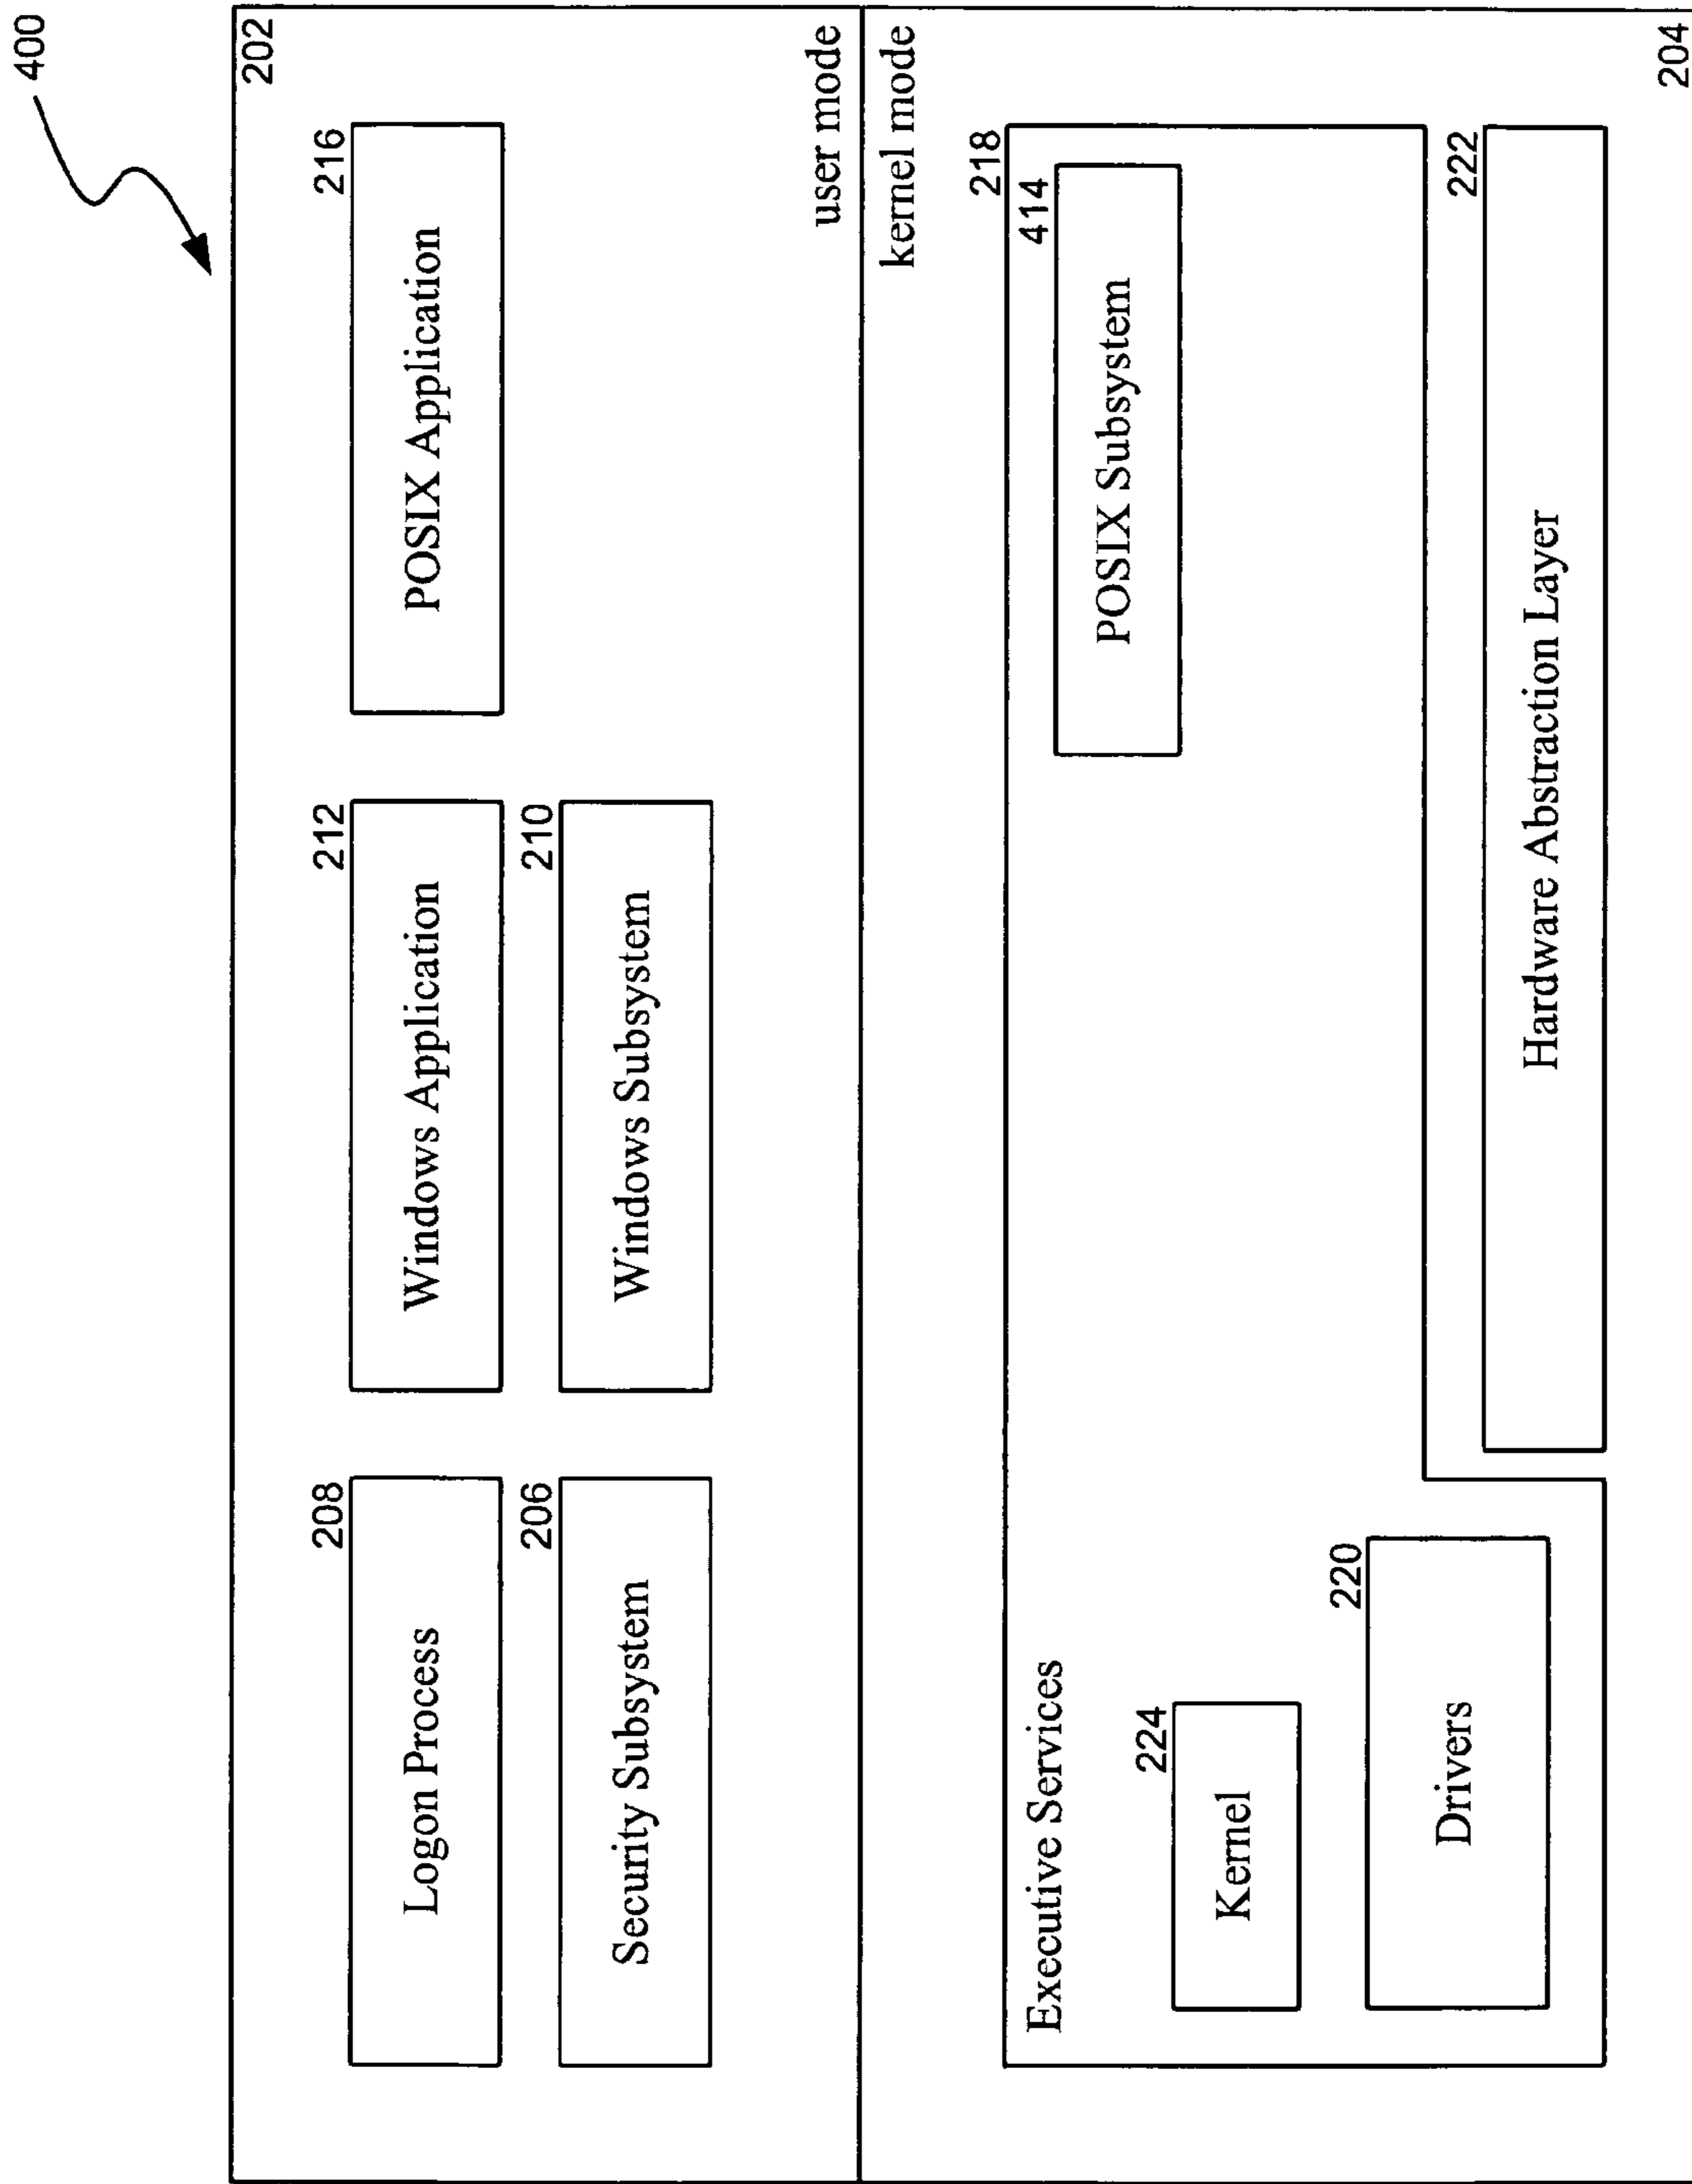 400
202
208
212
216
Logon Process
Windows Application
POSIX Application
206
210
Security Subsystem
Windows Subsystem
user mode
kernel mode
218
Executive Services
414
POSIX Subsystem
224
Kernel
220
Drivers
222
Hardware Abstraction Layer
204